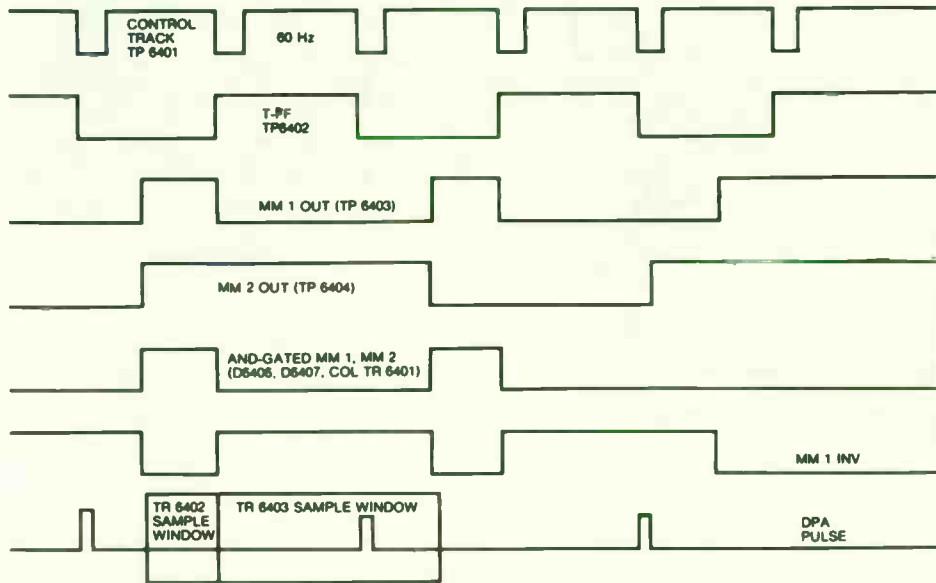 CONTROL
TRACK
TP 6401
60 Hz
T-FF
TP6402
MM 1 OUT (TP 6403)
MM 2 OUT (TP 6404)
AND-GATED MM 1, MM 2
(D6406, D6407, COL TR 6401)
MM 1 INV
TR 6402
SAMPLE
WINDOW
TR 6403 SAMPLE WINDOW
DPA
PULSE